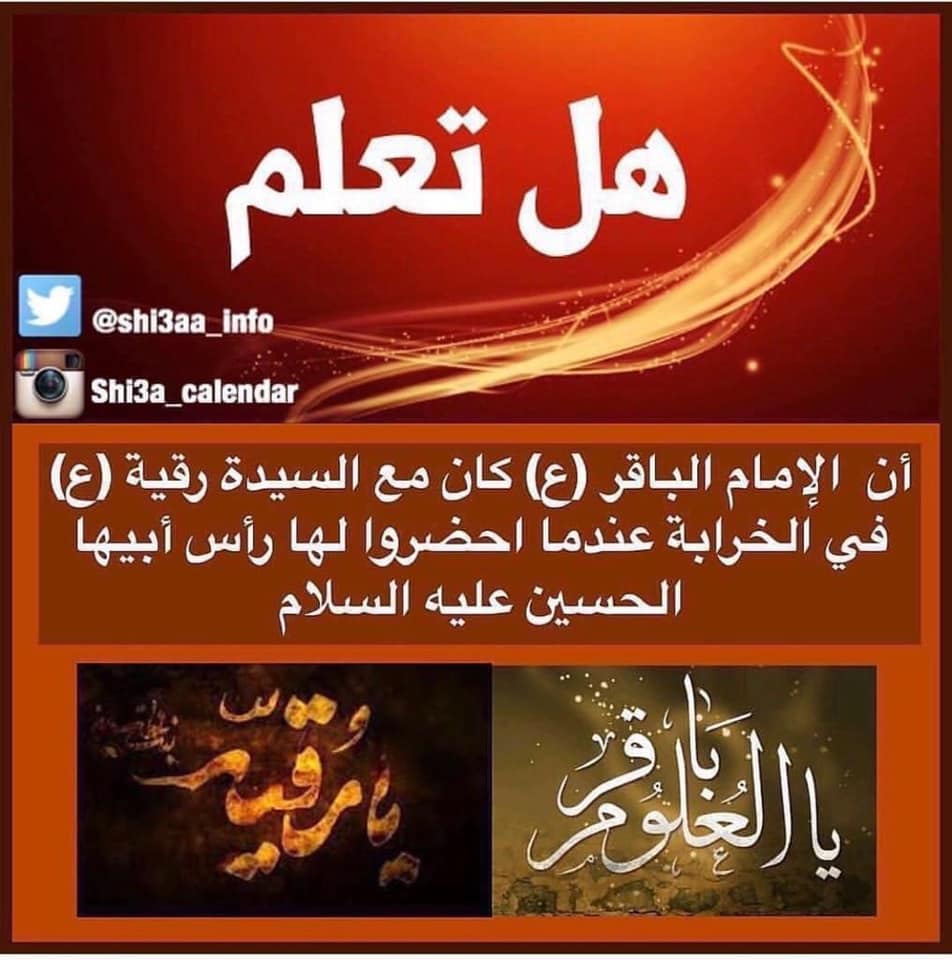 هل تعلم
@shi3aa_info
Shi3a_calendar
أن الإمام الباقر (ع) كان مع السيدة رقية (ع)
في الخرابة عندما احضروا لها رأس أبيها
الحسين عليه السلام
يا باقر العلوم
يا رقية